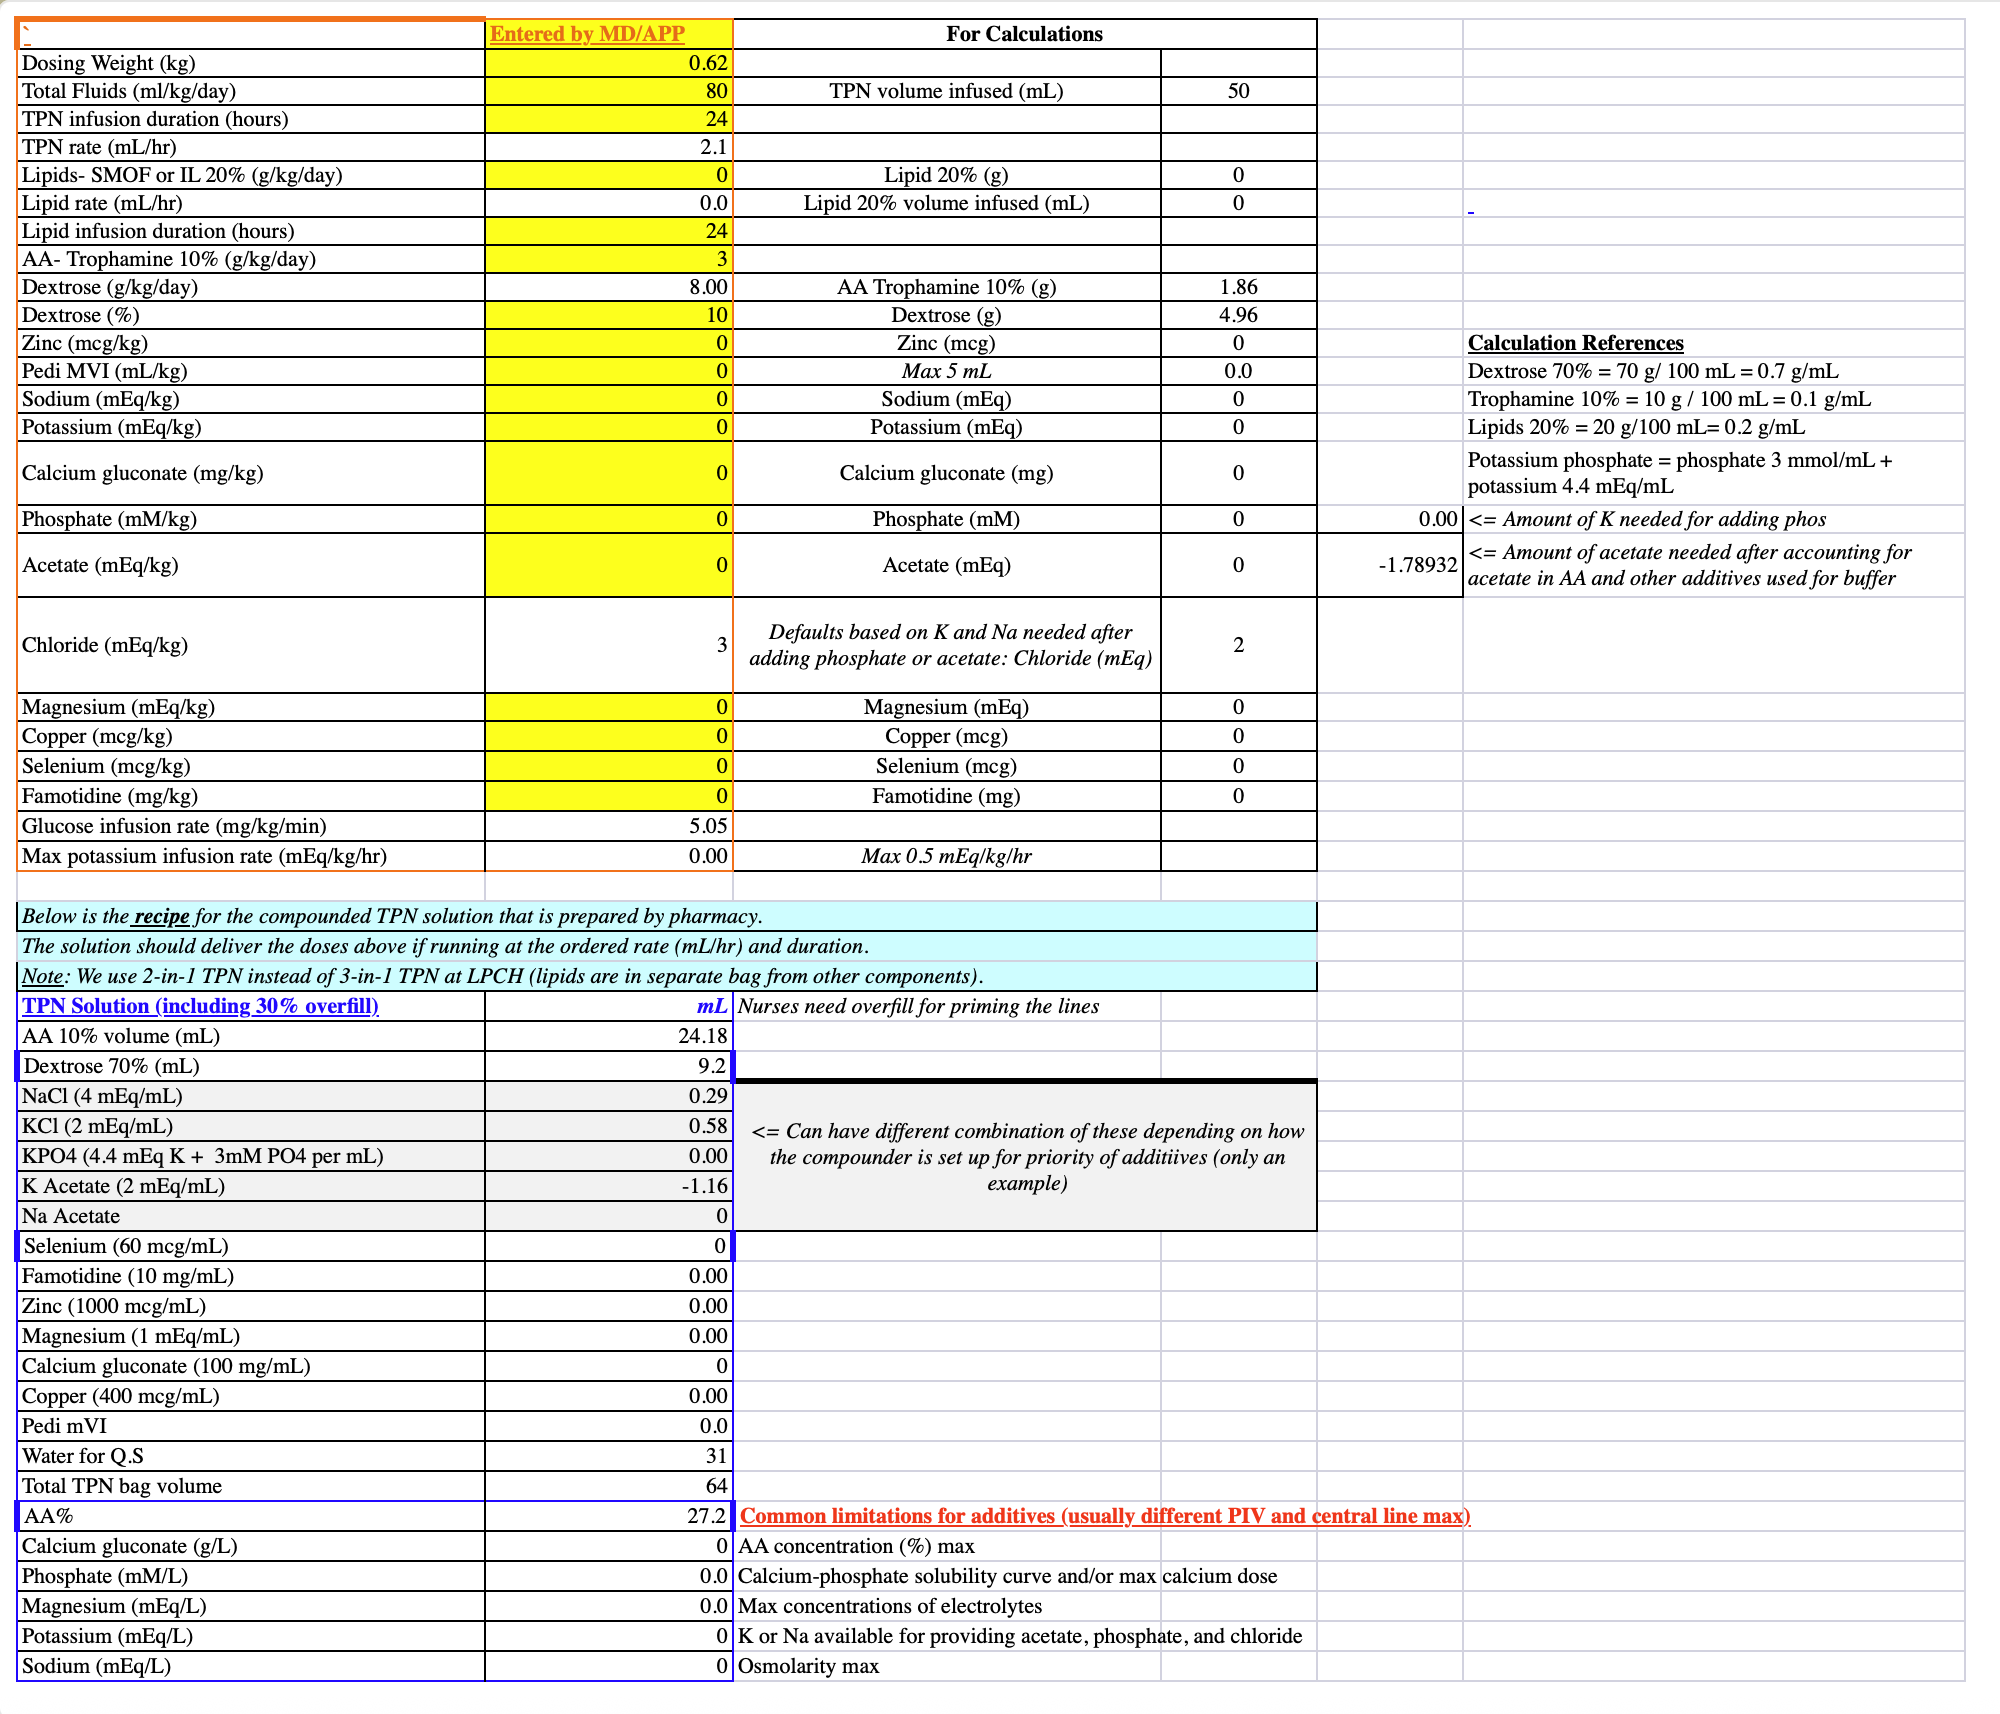 ` Entered by MD/APP For Calculations
Dosing Weight (kg) 0.62
Total Fluids (ml/kg/day) 80 TPN volume infused (mL) 50
TPN infusion duration (hours) 24
TPN rate (mL/hr) 2.1
Lipids- SMOF or IL 20% (g/kg/day) 0 Lipid 20% (g) 0
Lipid rate (mL/hr) 0.0 Lipid 20% volume infused (mL) 0
Lipid infusion duration (hours) 24
AA- Trophamine 10% (g/kg/day) 3
Dextrose (g/kg/day) 8.00 AA Trophamine 10% (g) 1.86
Dextrose (%) 10 Dextrose (g) 4.96
Zinc (mcg/kg) 0 Zinc (mcg) 0 Calculation References
Pedi MVI (mL/kg) 0 Max 5 mL 0.0 Dextrose 70% = 70 g/ 100 mL = 0.7 g/mL
Sodium (mEq/kg) 0 Sodium (mEq) 0 Trophamine 10% = 10 g / 100 mL = 0.1 g/mL
Potassium (mEq/kg) 0 Potassium (mEq) 0 Lipids 20% = 20 g/100 mL= 0.2 g/mL
Calcium gluconate (mg/kg) 0 Calcium gluconate (mg) 0 Potassium phosphate = phosphate 3 mmol/mL +
potassium 4.4 mEq/mL
Phosphate (mM/kg) 0 Phosphate (mM) 0 0.00 <= Amount of K needed for adding phos
Acetate (mEq/kg) 0 Acetate (mEq) 0 -1.78932 <= Amount of acetate needed after accounting for
acetate in AA and other additives used for buffer
Chloride (mEq/kg) 3 Defaults based on K and Na needed after
adding phosphate or acetate: Chloride (mEq) 2
Magnesium (mEq/kg) 0 Magnesium (mEq) 0
Copper (mcg/kg) 0 Copper (mcg) 0
Selenium (mcg/kg) 0 Selenium (mcg) 0
Famotidine (mg/kg) 0 Famotidine (mg) 0
Glucose infusion rate (mg/kg/min) 5.05
Max potassium infusion rate (mEq/kg/hr) 0.00 Max 0.5 mEq/kg/hr
Below is the recipe for the compounded TPN solution that is prepared by pharmacy.
The solution should deliver the doses above if running at the ordered rate (mL/hr) and duration.
Note: We use 2-in-1 TPN instead of 3-in-1 TPN at LPCH (lipids are in separate bag from other components).
TPN Solution (including 30% overfill) mL Nurses need overfill for priming the lines
AA 10% volume (mL) 24.18
Dextrose 70% (mL) 9.2
NaCl (4 mEq/mL) 0.29
KCl (2 mEq/mL) 0.58 <= Can have different combination of these depending on how
KPO4 (4.4 mEq K + 3mM PO4 per mL) 0.00 the compounder is set up for priority of additiives (only an
K Acetate (2 mEq/mL) -1.16 example)
Na Acetate 0
Selenium (60 mcg/mL) 0
Famotidine (10 mg/mL) 0.00
Zinc (1000 mcg/mL) 0.00
Magnesium (1 mEq/mL) 0.00
Calcium gluconate (100 mg/mL) 0
Copper (400 mcg/mL) 0.00
Pedi mVI 0.0
Water for Q.S 31
Total TPN bag volume 64
AA% 27.2 Common limitations for additives (usually different PIV and central line max)
Calcium gluconate (g/L) 0 AA concentration (%) max
Phosphate (mM/L) 0.0 Calcium-phosphate solubility curve and/or max calcium dose
Magnesium (mEq/L) 0.0 Max concentrations of electrolytes
Potassium (mEq/L) 0 K or Na available for providing acetate, phosphate, and chloride
Sodium (mEq/L) 0 Osmolarity max